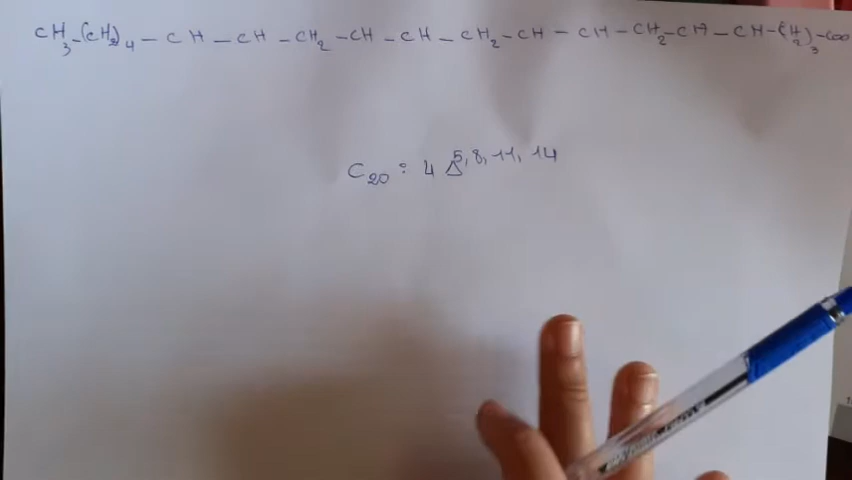 CH3-(CH2)4 - CH - CH - CH2 - CH - CH - CH2 - CH - CH - CH2 - CH - CH - (H2)3 - COO
C20 : 4 Δ5,8,11,14